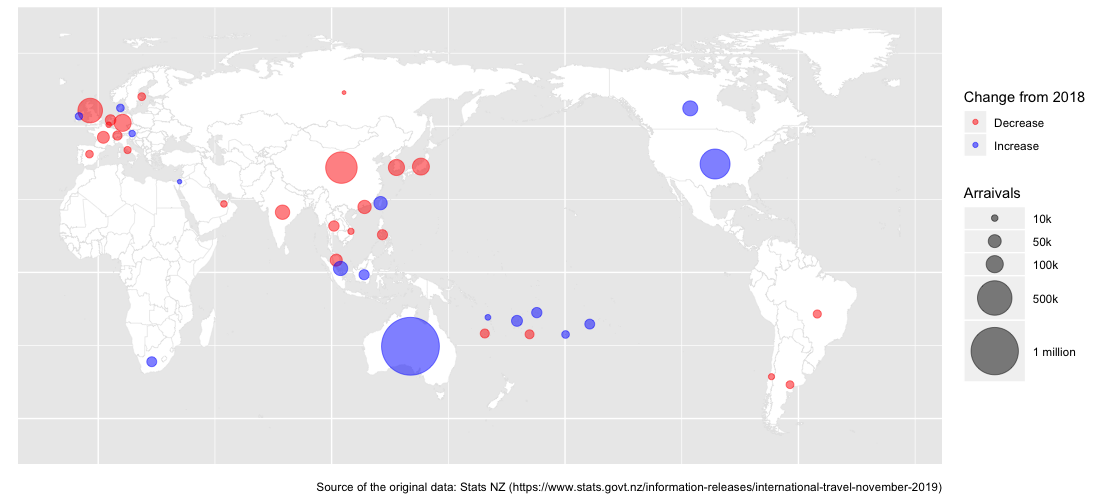 Change from 2018
Decrease
Increase
Arraivals
10k
50k
100k
500k
1 million
Source of the original data: Stats NZ (https://www.stats.govt.nz/information-releases/international-travel-november-2019)